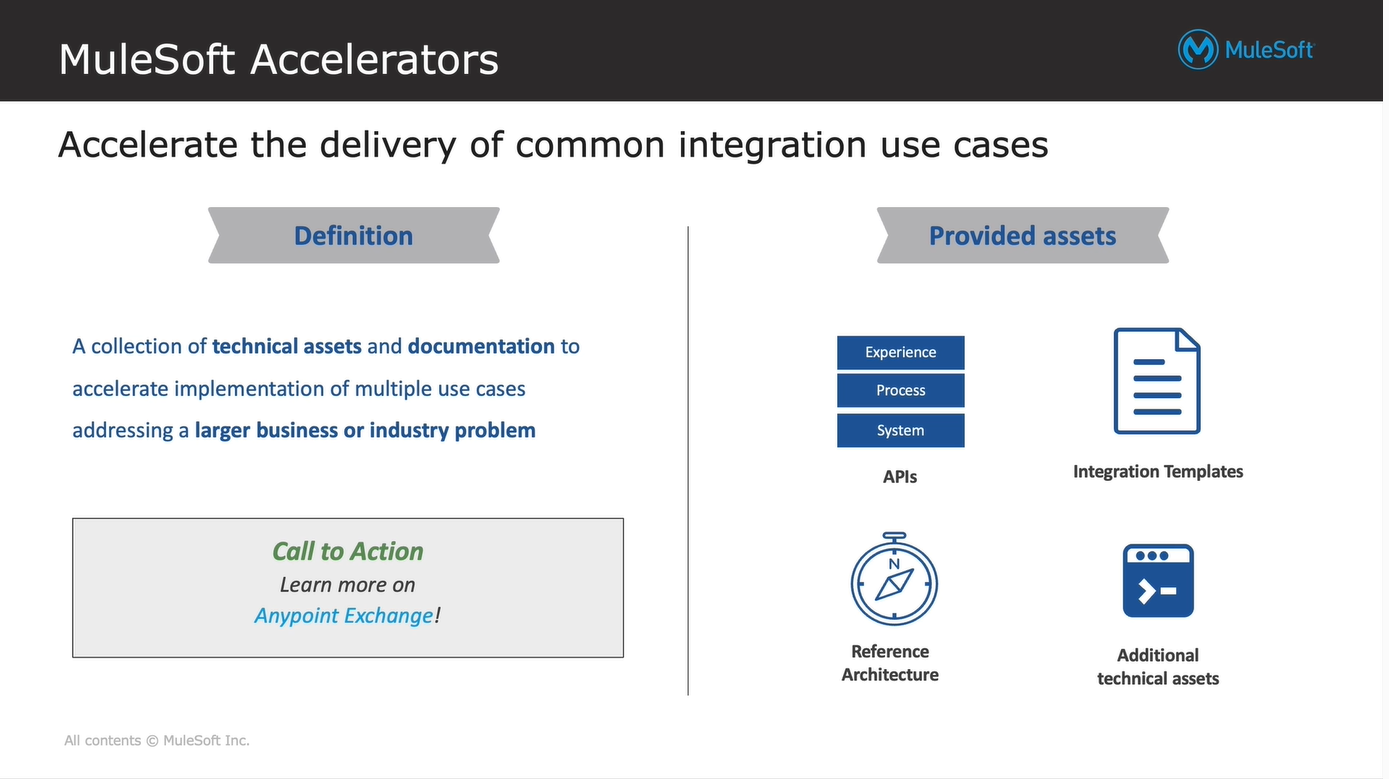 MuleSoft Accelerators
MuleSoft
Accelerate the delivery of common integration use cases
Definition
A collection of technical assets and documentation to
accelerate implementation of multiple use cases
addressing a larger business or industry problem
Call to Action
Learn more on
Anypoint Exchange!
Provided assets
Experience
Process
System
APIs
Integration Templates
N
Reference
Architecture
Additional
technical assets
All contents © MuleSoft Inc.